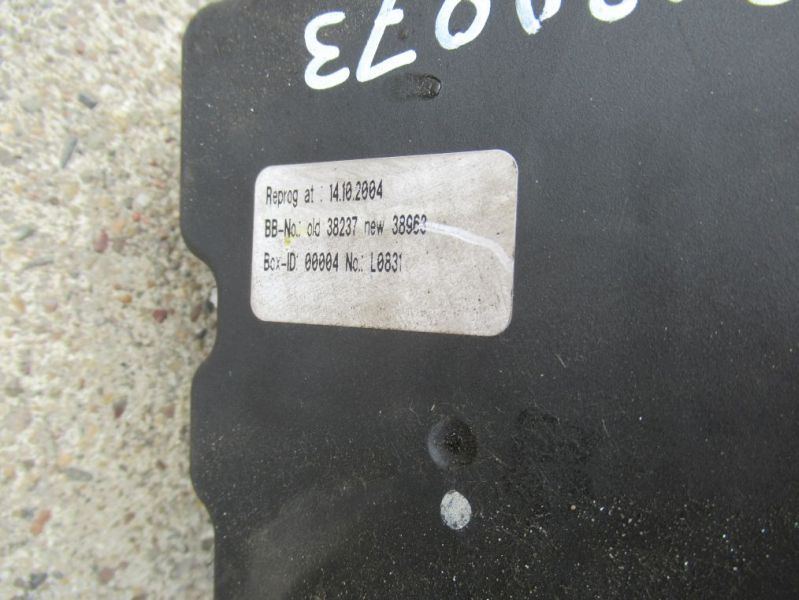 Reprog at : 14.10.2004
BB-No.: old 38237 new 38963
Box-ID: 00004 No.: L0831